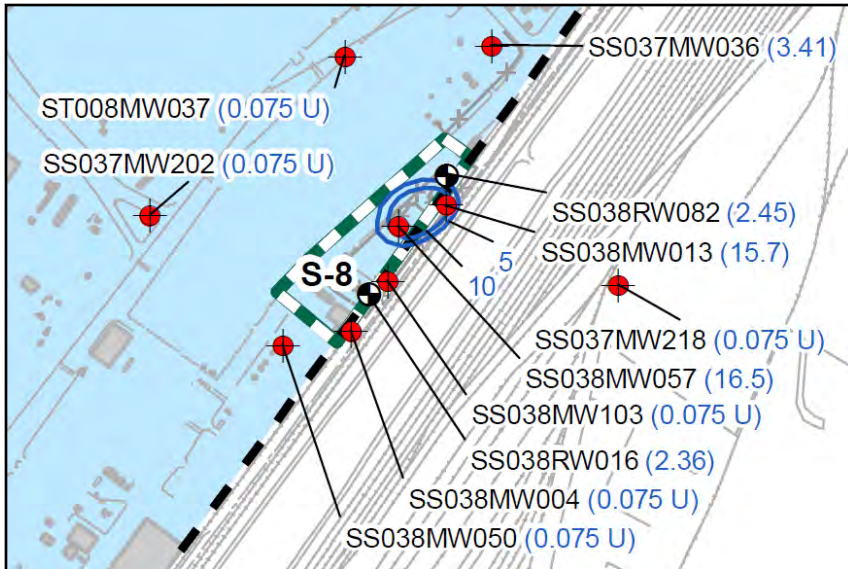 SS037MW036 (3.41)
ST008MW037 (0.075 U)
SS037MW202 (0.075 U)
SS038RW082 (2.45)
SS038MW013 (15.7)
S-8
10
5
SS037MW218 (0.075 U)
SS038MW057 (16.5)
SS038MW103 (0.075 U)
SS038RW016 (2.36)
SS038MW004 (0.075 U)
SS038MW050 (0.075 U)